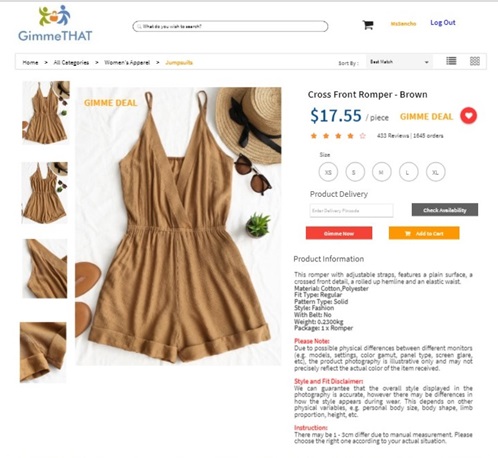 GimmeTHAT
What do you wish to search?
Log Out
Home > All Categories > Women's Apparel > Jumpsuits
Sort By : Best Match
GIMME DEAL
Cross Front Romper - Brown
$17.55 / piece GIMME DEAL
433 Reviews | 1645 orders
Size
XS S M L XL
Product Delivery
Enter Delivery Pincode Check Availability
Gimme Now Add to Cart
Product Information
This romper with adjustable straps, features a plain surface, a
crossed front detail, a rolled up hemline and an elastic waist.
Material: Cotton,Polyester
Fit Type: Regular
Pattern Type: Solid
Style: Fashion
With Belt: No
Weight: 0.2300kg
Package: 1 x Romper
Please Note:
Due to possible physical differences between different monitors
(e.g. models, settings, color gamut, panel type, screen glare,
etc), the product photography is illustrative only and may not
precisely reflect the actual color of the item received.
Style and Fit Disclaimer:
We can guarantee that the overall style displayed in the
photography is accurate, however there may be differences in
how the style appears during wear. This depends on other
physical variables, e.g. personal body size, body shape, limb
proportion, height, etc.
Instruction:
There may be 1 - 3cm differ due to manual measurement. Please
choose the right one according to your actual situation.